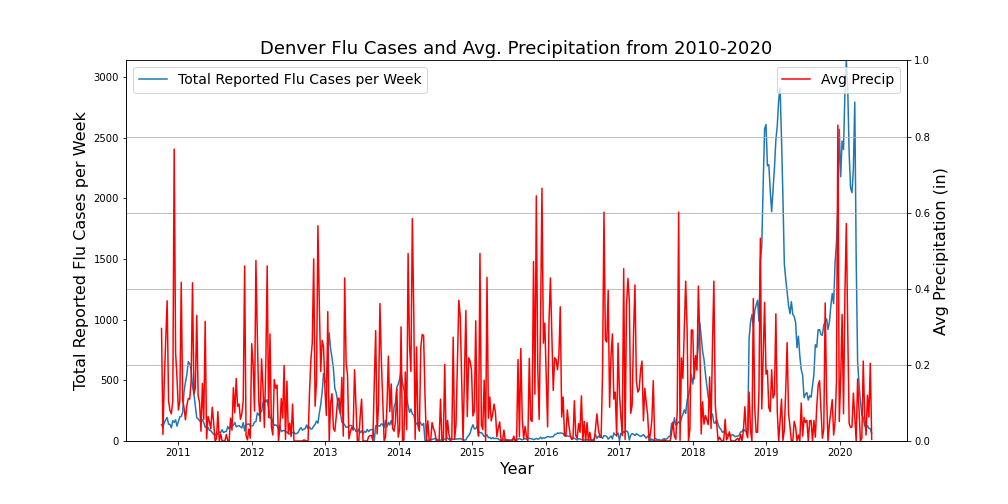 Denver Flu Cases and Avg. Precipitation from 2010-2020
Total Reported Flu Cases per Week
Avg Precip
Total Reported Flu Cases per Week
3000
2500
2000
1500
1000
500
0
1.0
0.8
0.6
0.4
0.2
0.0
Avg Precipitation (in)
2011 2012 2013 2014 2015 2016 2017 2018 2019 2020
Year